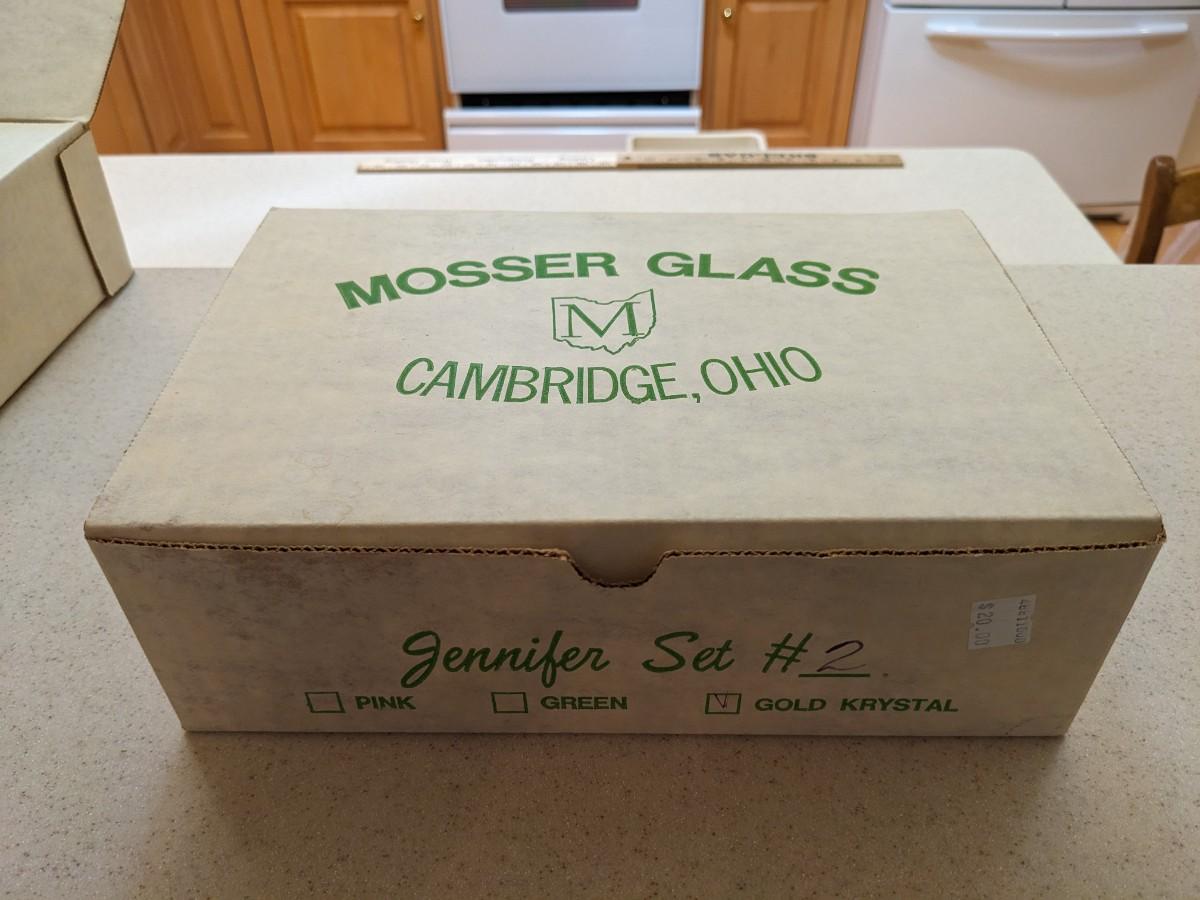 MOSSER GLASS
M
CAMBRIDGE, OHIO
Jennifer Set #2
PINK GREEN GOLD KRYSTAL
$20.00